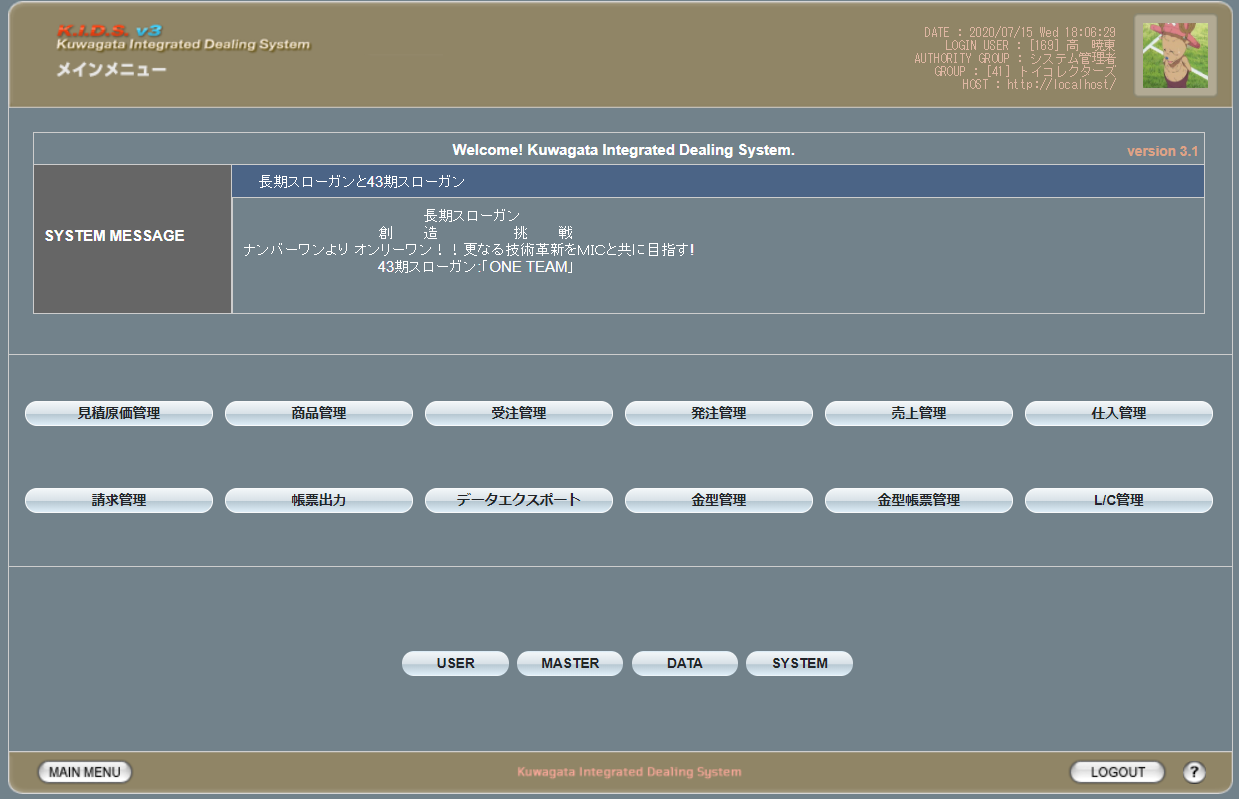 K.I.D.S. v3
Kuwagata Integrated Dealing System
メインメニュー
DATE : 2020/07/15 Wed 18:06:29
LOGIN USER : [169]高　暁東
AUTHORITY GROUP : システム管理者
GROUP : [41] トイコレクターズ
HOST : http://localhost/
Welcome! Kuwagata Integrated Dealing System.
version 3.1
SYSTEM MESSAGE
長期スローガンと43期スローガン
長期スローガン
創　造　　　挑　戦
ナンバーワンより オンリーワン！！更なる技術革新をMICと共に目指す!
43期スローガン:「ONE TEAM」
見積原価管理
商品管理
受注管理
発注管理
売上管理
仕入管理
請求管理
帳票出力
データエクスポート
金型管理
金型帳票管理
L/C管理
USER
MASTER
DATA
SYSTEM
MAIN MENU
Kuwagata Integrated Dealing System
LOGOUT
?